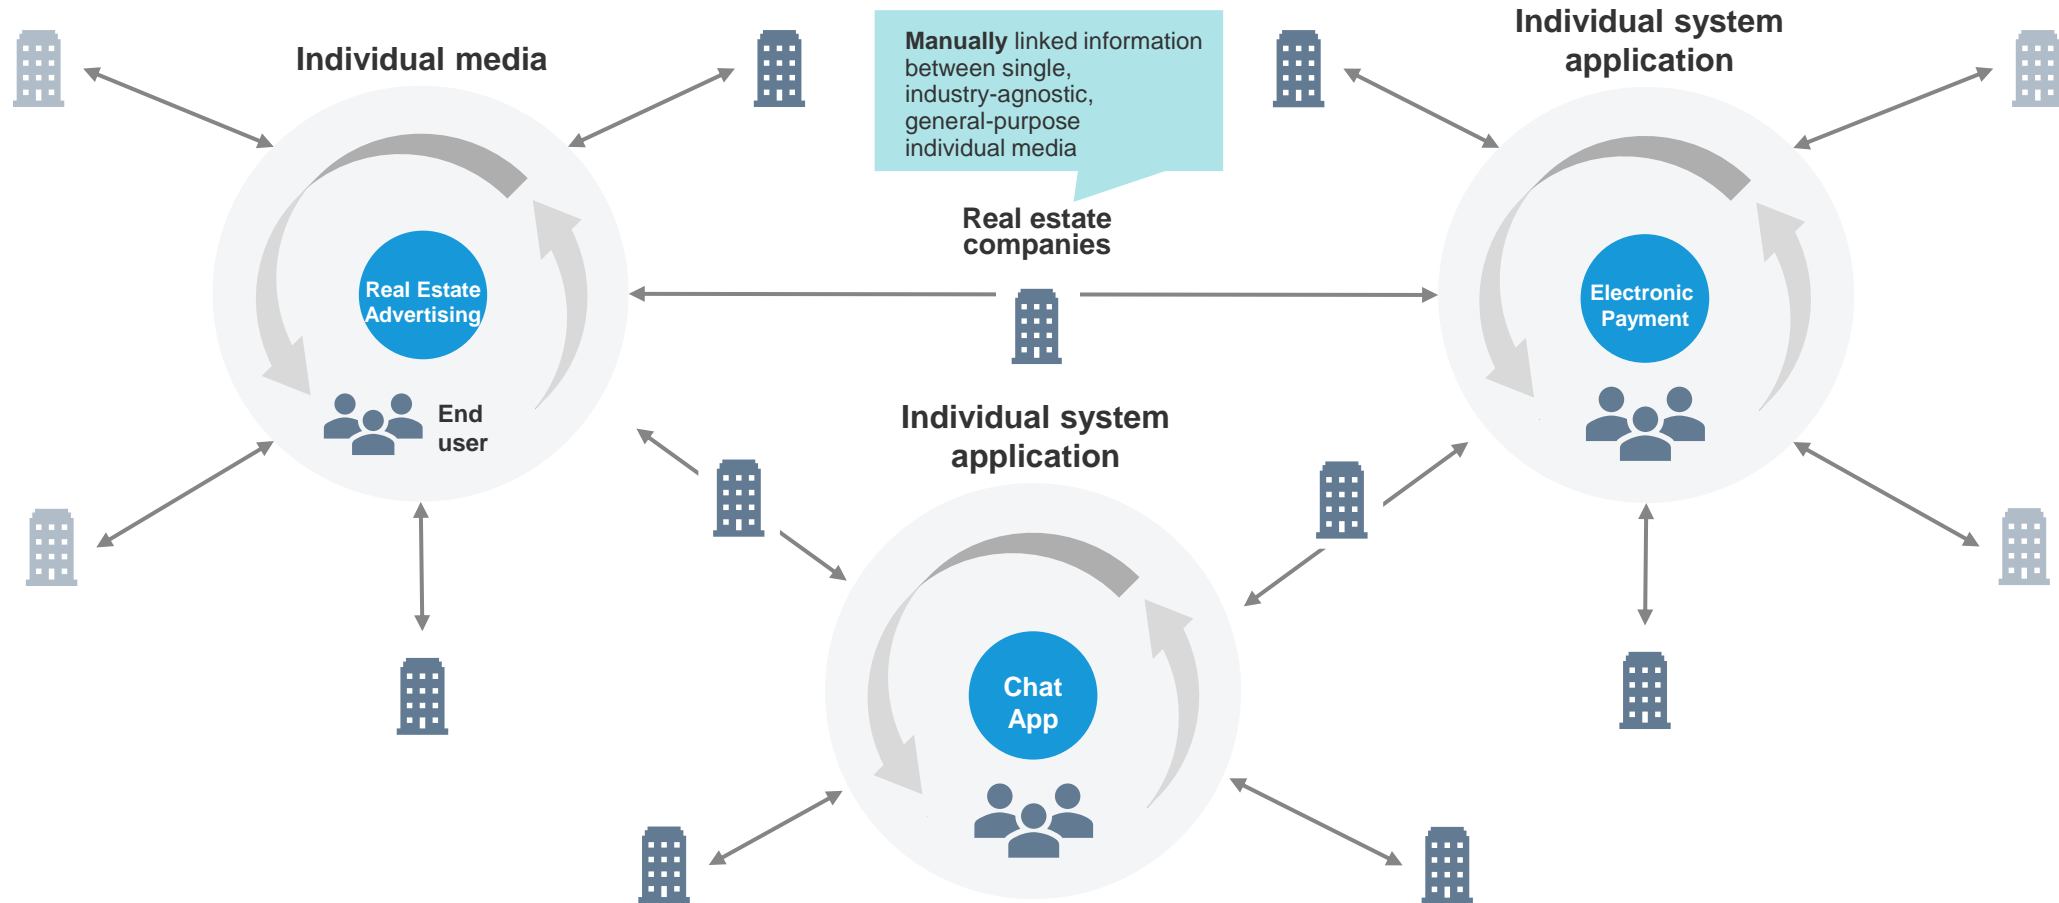 Individual media
Manually linked information
between single,
industry-agnostic,
general-purpose
individual media
Individual system
application
Real estate
companies
Real Estate
Advertising
Electronic
Payment
End
user
Individual system
application
Chat
App